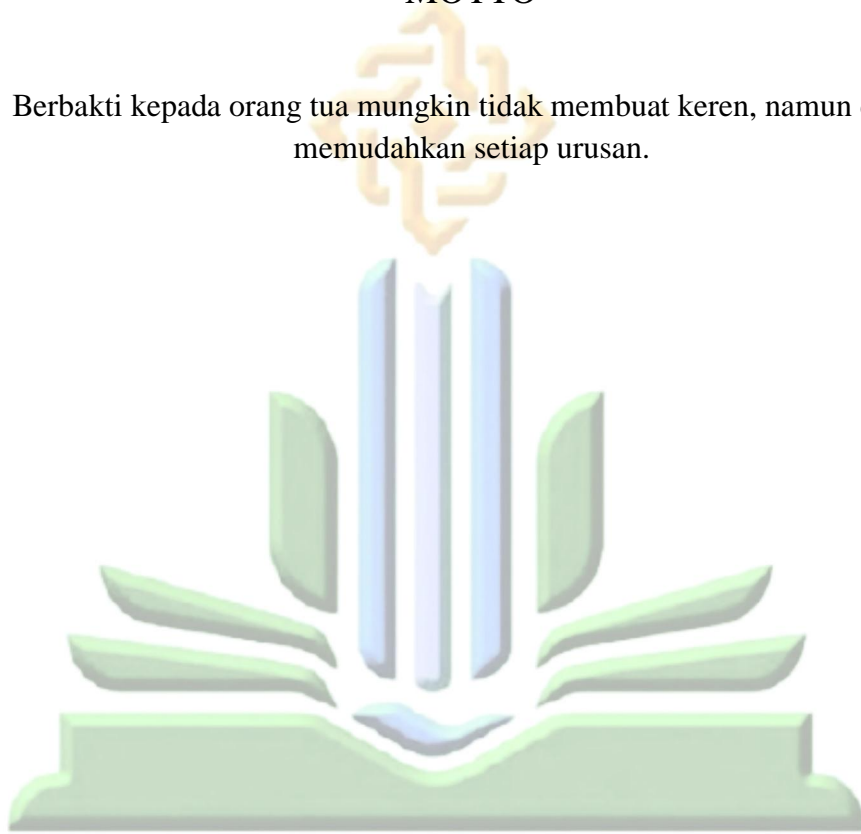 MOTTO
Berbakti kepada orang tua mungkin tidak membuat keren, namun
memudahkan setiap urusan.